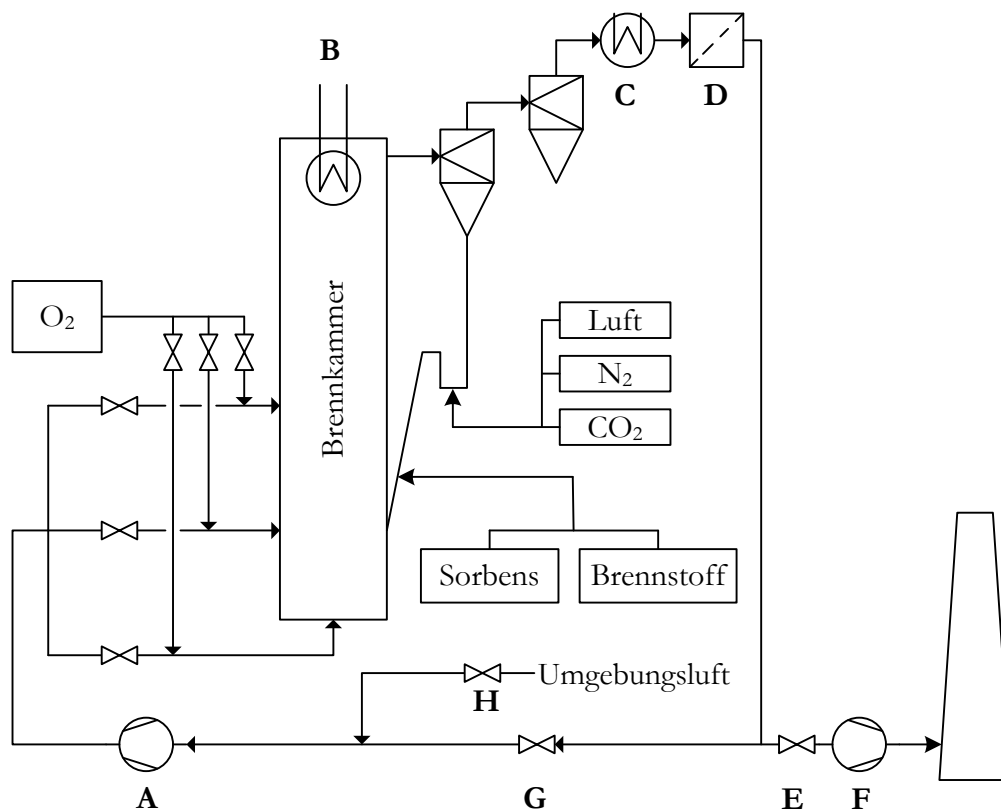 B
C
D
O₂
Brennkammer
Luft
N₂
CO₂
Sorbens
Brennstoff
Umgebungsluft
H
A
G
E
F